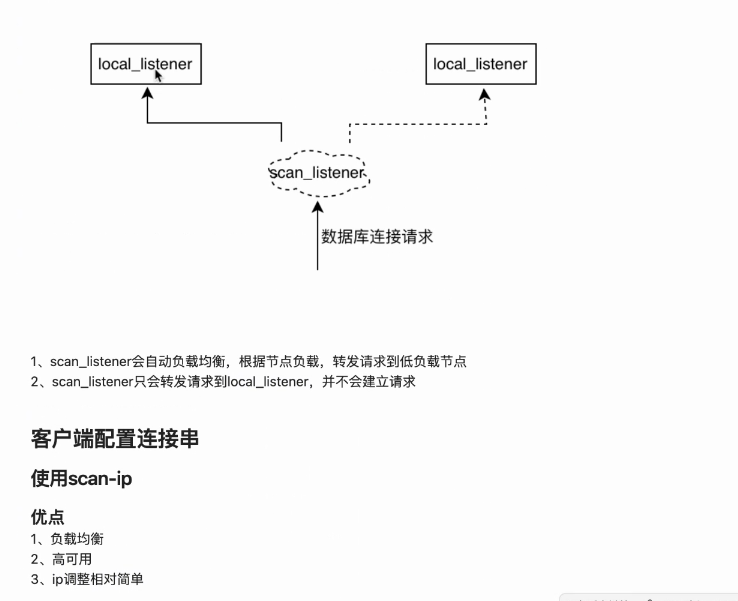 local_listener
local_listener
scan_listener
数据库连接请求
1、scan_listener会自动负载均衡，根据节点负载，转发请求到低负载节点
2、scan_listener只会转发请求到local_listener，并不会建立请求
客户端配置连接串
使用scan-ip
优点
1、负载均衡
2、高可用
3、ip调整相对简单